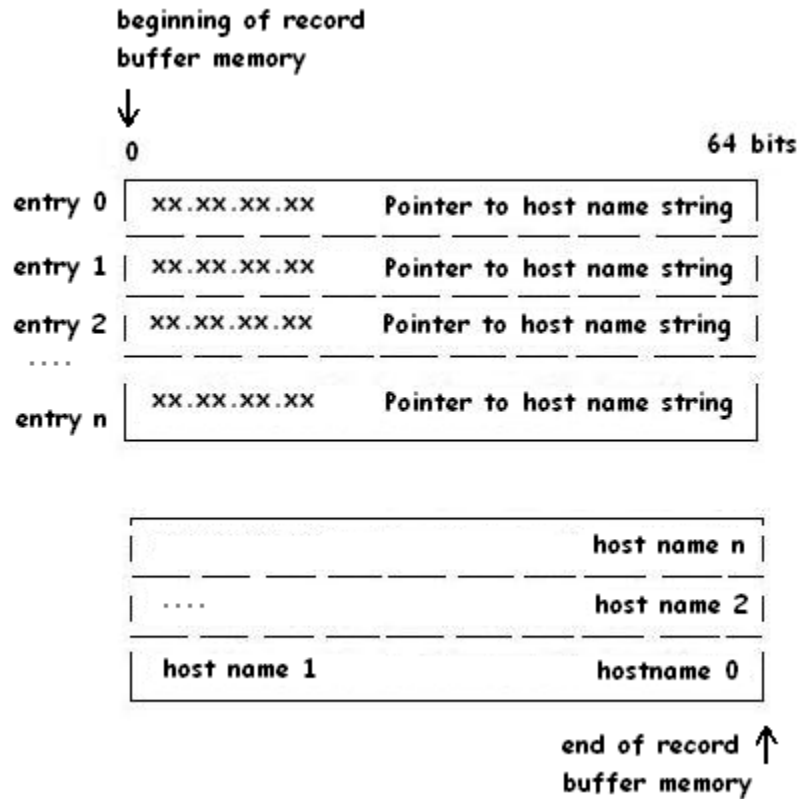 beginning of record
buffer memory
0 64 bits
entry 0 xx.xx.xx.xx Pointer to host name string
entry 1 xx.xx.xx.xx Pointer to host name string
entry 2 xx.xx.xx.xx Pointer to host name string
....
entry n xx.xx.xx.xx Pointer to host name string
host name n
.... host name 2
host name 1 hostname 0
end of record
buffer memory